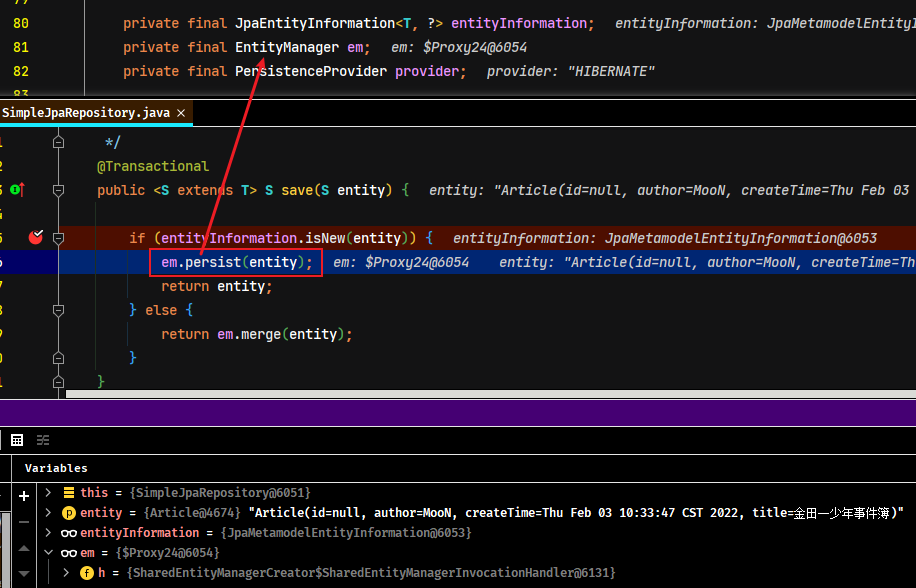 80 private final JpaEntityInformation<T, ?> entityInformation; entityInformation: JpaMetamodelEntityI
81 private final EntityManager em; em: $Proxy24@6054
82 private final PersistenceProvider provider; provider: "HIBERNATE"
83
SimpleJpaRepository.java ×
*/
@Transactional
public <S extends T> S save(S entity) { entity: "Article(id=null, author=MooN, createTime=Thu Feb 03
if (entityInformation.isNew(entity)) { entityInformation: JpaMetamodelEntityInformation@6053
em.persist(entity); em: $Proxy24@6054 entity: "Article(id=null, author=MooN, createTime=Th
return entity;
} else {
return em.merge(entity);
}
}
Variables
this = {SimpleJpaRepository@6051}
entity = {Article@4674} "Article(id=null, author=MooN, createTime=Thu Feb 03 10:33:47 CST 2022, title=金田一少年事件簿)"
entityInformation = {JpaMetamodelEntityInformation@6053}
em = {$Proxy24@6054}
h = {SharedEntityManagerCreator$SharedEntityManagerInvocationHandler@6131}